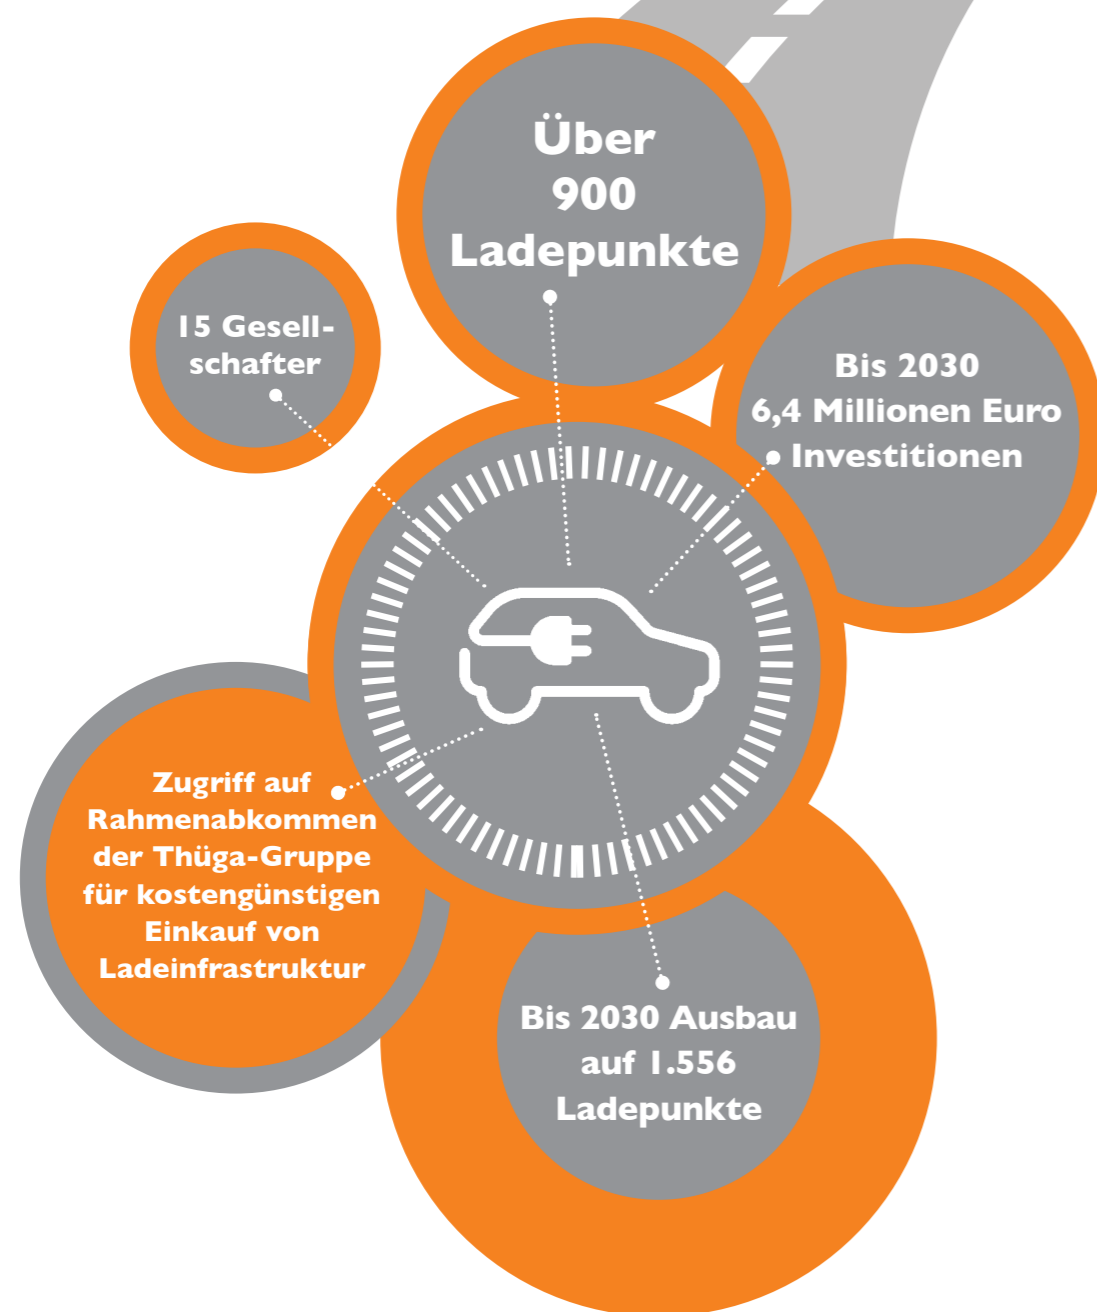 Über
900
Ladepunkte
15 Gesell-
schafter
Bis 2030
6,4 Millionen Euro
Investitionen
Zugriff auf
Rahmenabkommen
der Thüga-Gruppe
für kostengünstigen
Einkauf von
Ladeinfrastruktur
Bis 2030 Ausbau
auf 1.556
Ladepunkte